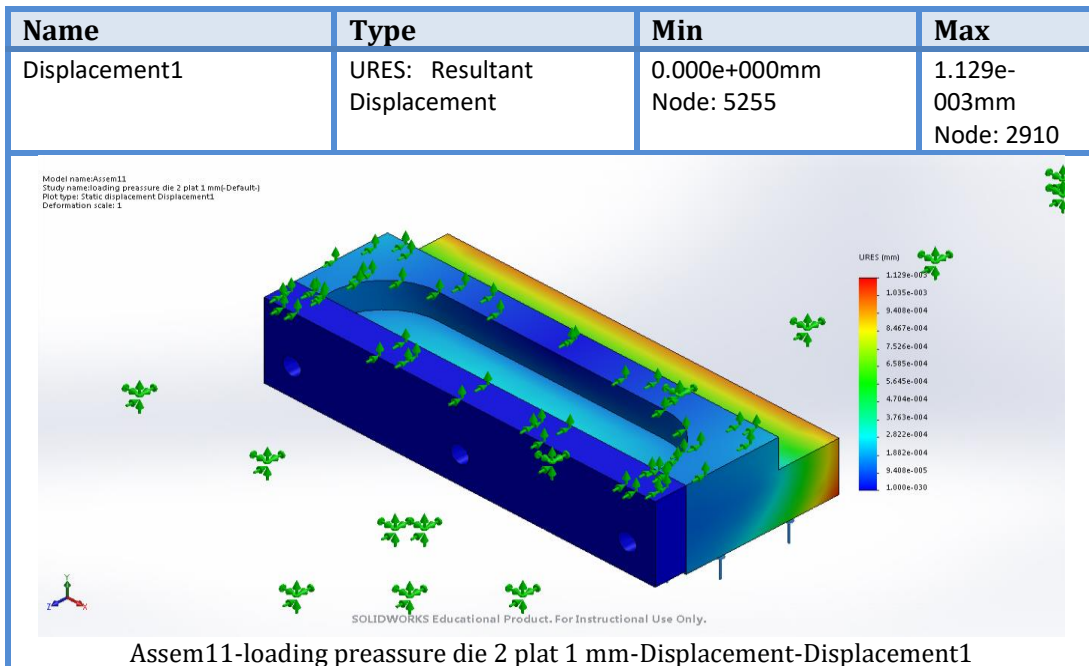 Name Type Min Max
Displacement1 URES: Resultant 0.000e+000mm 1.129e-
Displacement Node: 5255 003mm
Node: 2910
Model name:Assem11
Study name:loading preassure die 2 plat 1 mm(-Default-)
Plot type: Static displacement Displacement1
Deformation scale: 1
URES (mm)
1.129e-003
1.035e-003
9.408e-004
8.467e-004
7.526e-004
6.585e-004
5.645e-004
4.704e-004
3.763e-004
2.822e-004
1.882e-004
9.408e-005
1.000e-030
Y
Z X
SOLIDWORKS Educational Product. For Instructional Use Only.
Assem11-loading preassure die 2 plat 1 mm-Displacement-Displacement1